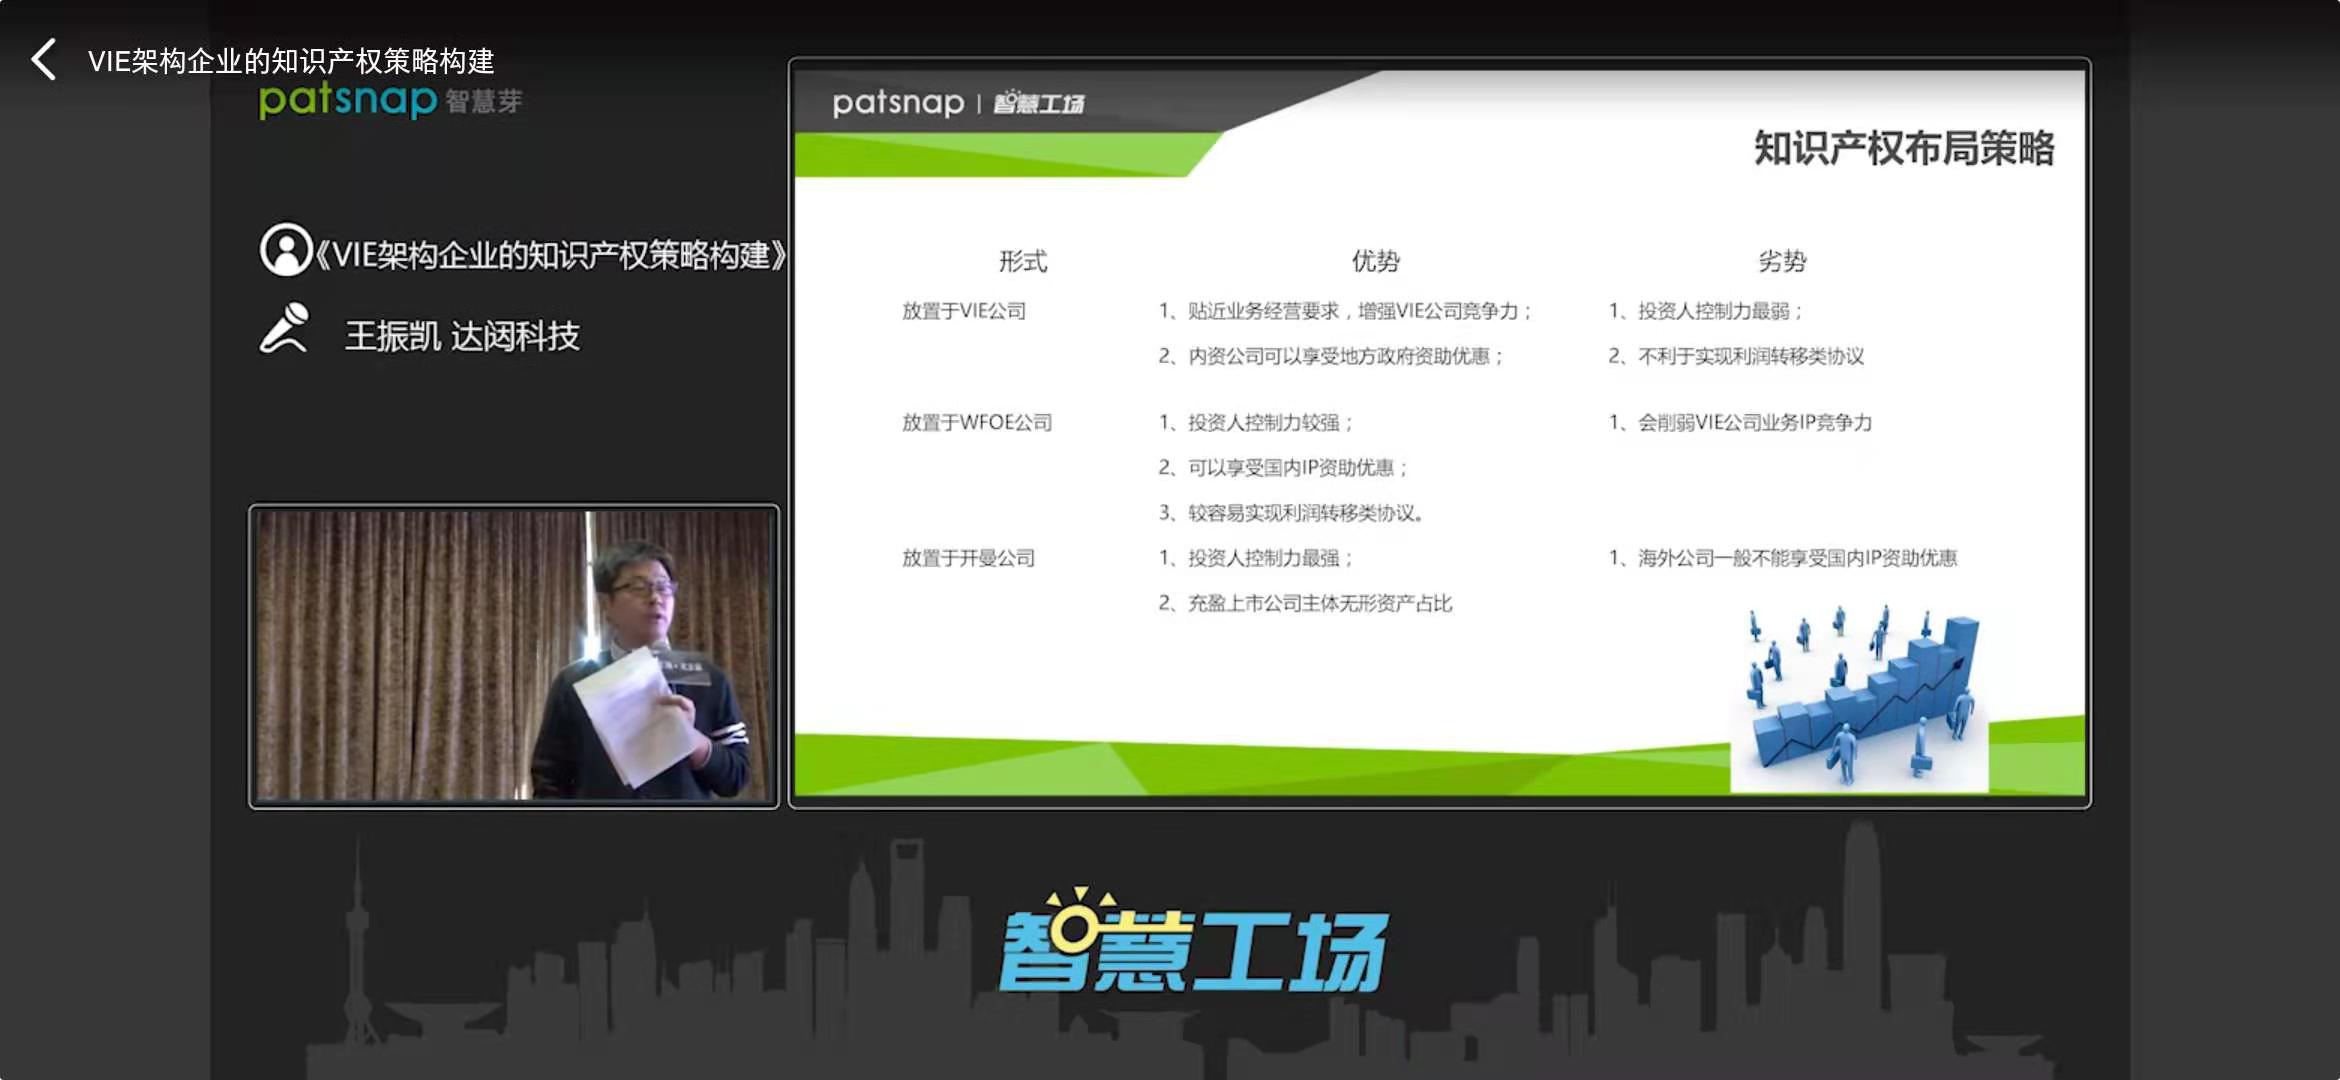 VIE架构企业的知识产权策略构建
patsnap 智慧芽
《VIE架构企业的知识产权策略构建》
王振凯 达闼科技
patsnap | 智慧工场
知识产权布局策略
形式 优势 劣势
放置于VIE公司 1、贴近业务经营要求，增强VIE公司竞争力； 1、投资人控制力最弱；
2、内资公司可以享受地方政府资助优惠； 2、不利于实现利润转移类协议
放置于WFOE公司 1、投资人控制力较强； 1、会削弱VIE公司业务IP竞争力
2、可以享受国内IP资助优惠；
3、较容易实现利润转移类协议。
放置于开曼公司 1、投资人控制力最强； 1、海外公司一般不能享受国内IP资助优惠
2、充盈上市公司主体无形资产占比
智慧工场